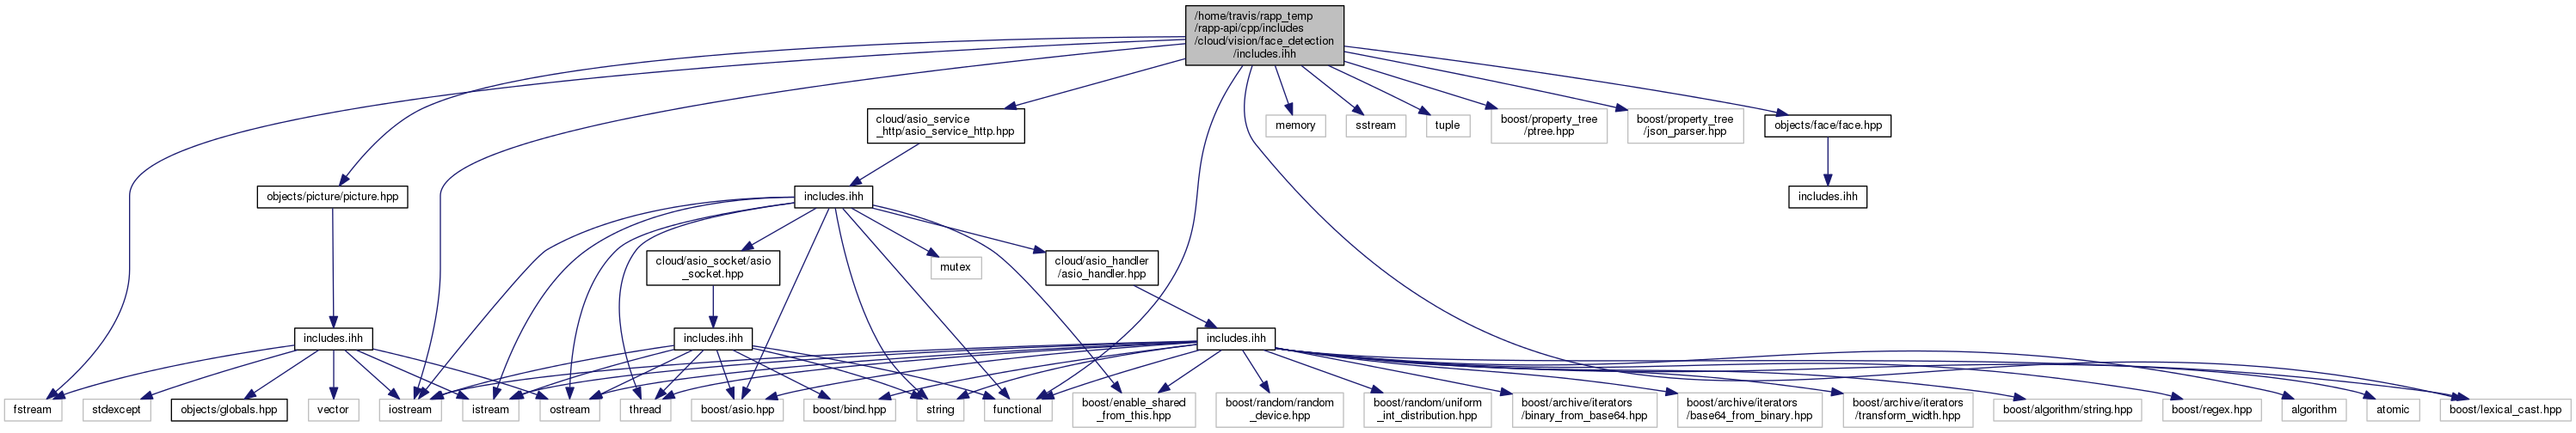 /home/travis/rapp_temp
/rapp-api/cpp/includes
/cloud/vision/face_detection
/includes.ihh
cloud/asio_service
_http/asio_service_http.hpp
memory
sstream
tuple
boost/property_tree
/ptree.hpp
boost/property_tree
/json_parser.hpp
objects/face/face.hpp
objects/picture/picture.hpp
includes.ihh
includes.ihh
cloud/asio_socket/asio
_socket.hpp
mutex
cloud/asio_handler
/asio_handler.hpp
includes.ihh
includes.ihh
includes.ihh
fstream
stdexcept
objects/globals.hpp
vector
iostream
istream
ostream
thread
boost/asio.hpp
boost/bind.hpp
string
functional
boost/enable_shared
_from_this.hpp
boost/random/random
_device.hpp
boost/random/uniform
_int_distribution.hpp
boost/archive/iterators
/binary_from_base64.hpp
boost/archive/iterators
/base64_from_binary.hpp
boost/archive/iterators
/transform_width.hpp
boost/algorithm/string.hpp
boost/regex.hpp
algorithm
atomic
boost/lexical_cast.hpp